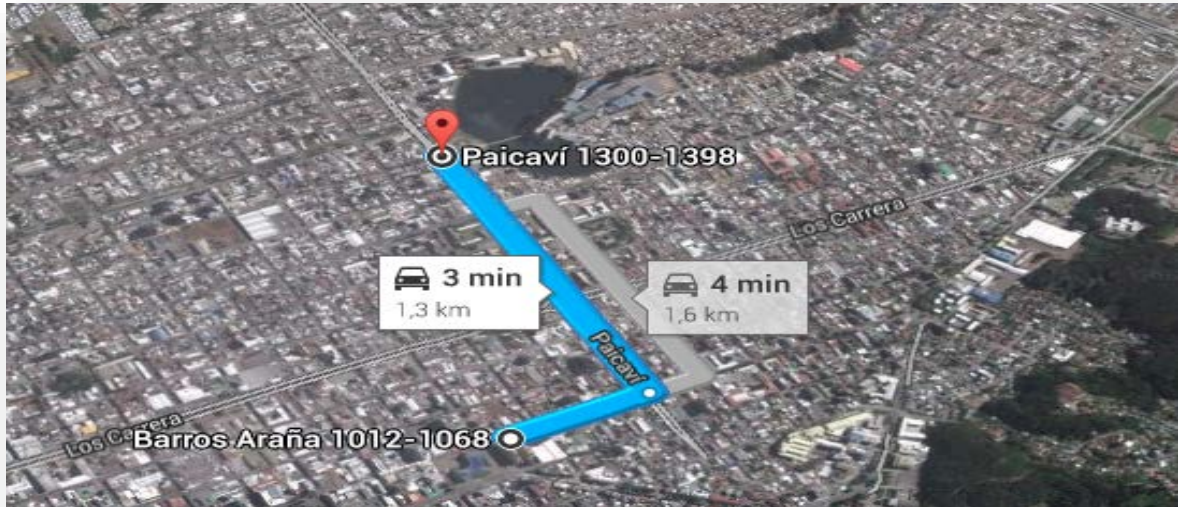 Paicaví 1300-1398
Los Carrera
3 min
1,3 km
4 min
1,6 km
Paicaví
Los Carrera
Barros Araña 1012-1068